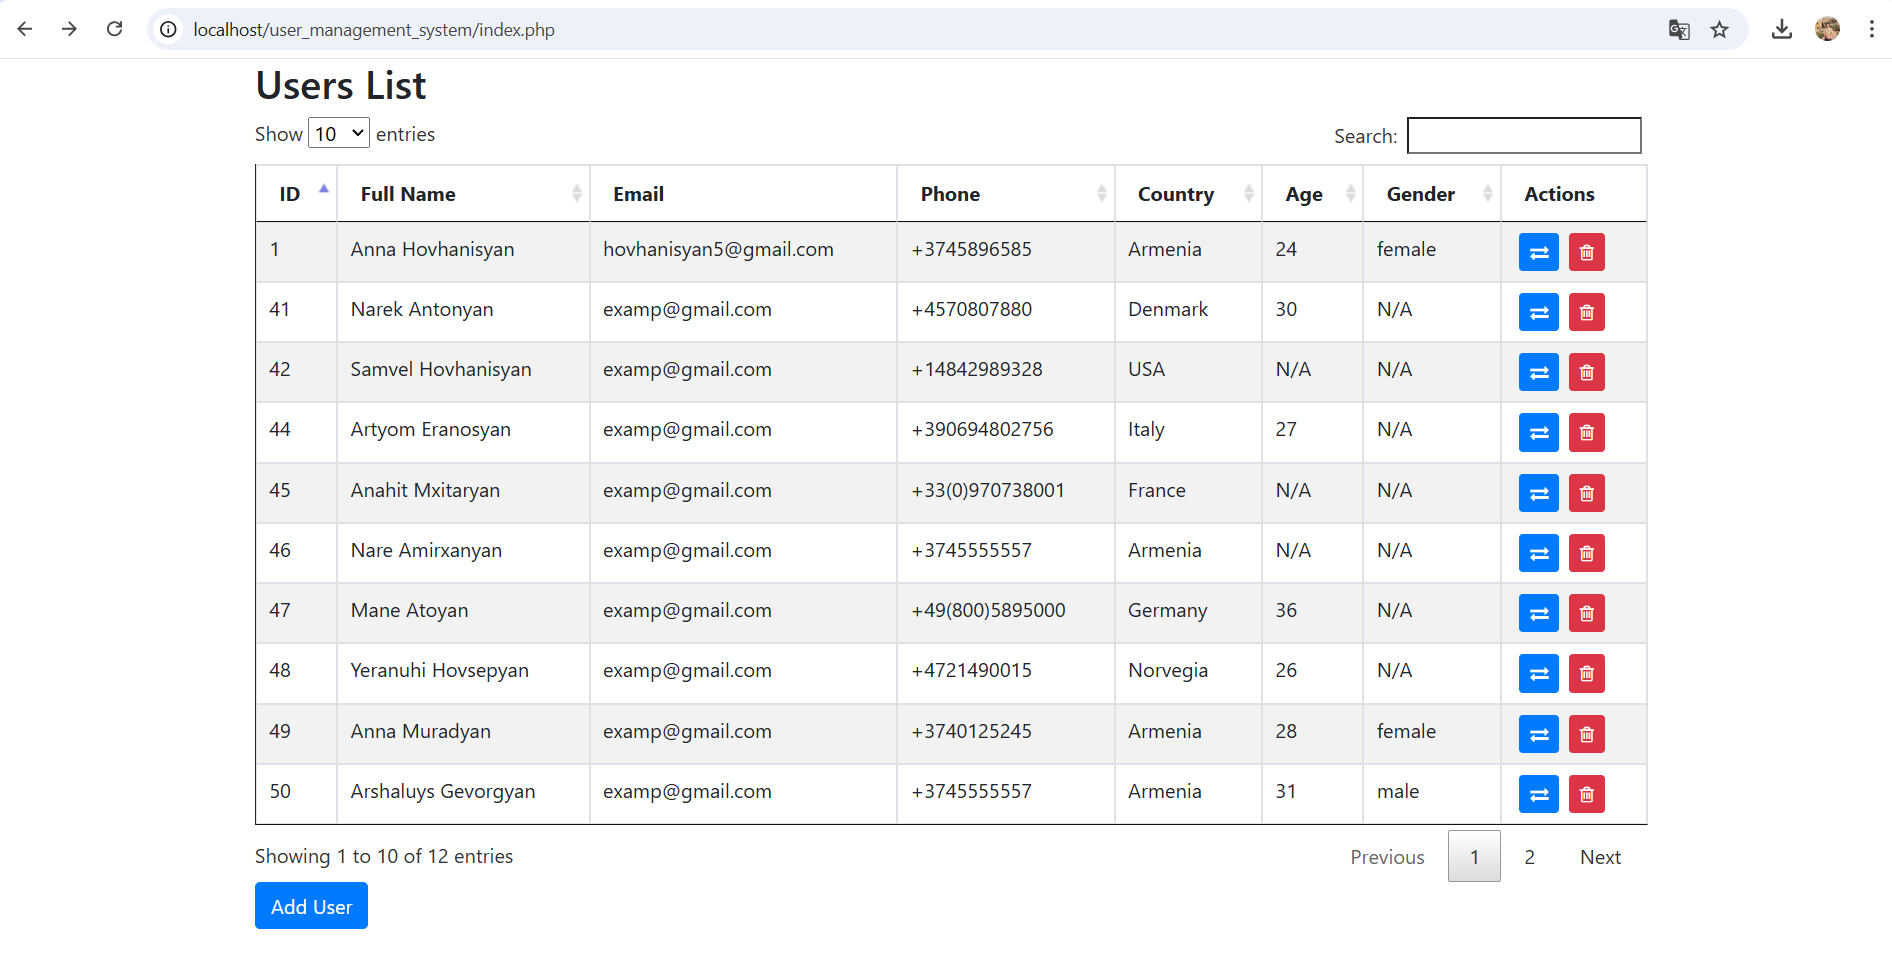 localhost/user_management_system/index.php
Users List
Show 10 entries Search:
ID Full Name Email Phone Country Age Gender Actions
1 Anna Hovhanisyan hovhanisyan5@gmail.com +3745896585 Armenia 24 female
41 Narek Antonyan examp@gmail.com +4570807880 Denmark 30 N/A
42 Samvel Hovhanisyan examp@gmail.com +14842989328 USA N/A N/A
44 Artyom Eranosyan examp@gmail.com +390694802756 Italy 27 N/A
45 Anahit Mxitaryan examp@gmail.com +33(0)970738001 France N/A N/A
46 Nare Amirxanyan examp@gmail.com +3745555557 Armenia N/A N/A
47 Mane Atoyan examp@gmail.com +49(800)5895000 Germany 36 N/A
48 Yeranuhi Hovsepyan examp@gmail.com +4721490015 Norvegia 26 N/A
49 Anna Muradyan examp@gmail.com +3740125245 Armenia 28 female
50 Arshaluys Gevorgyan examp@gmail.com +3745555557 Armenia 31 male
Showing 1 to 10 of 12 entries Previous 1 2 Next
Add User